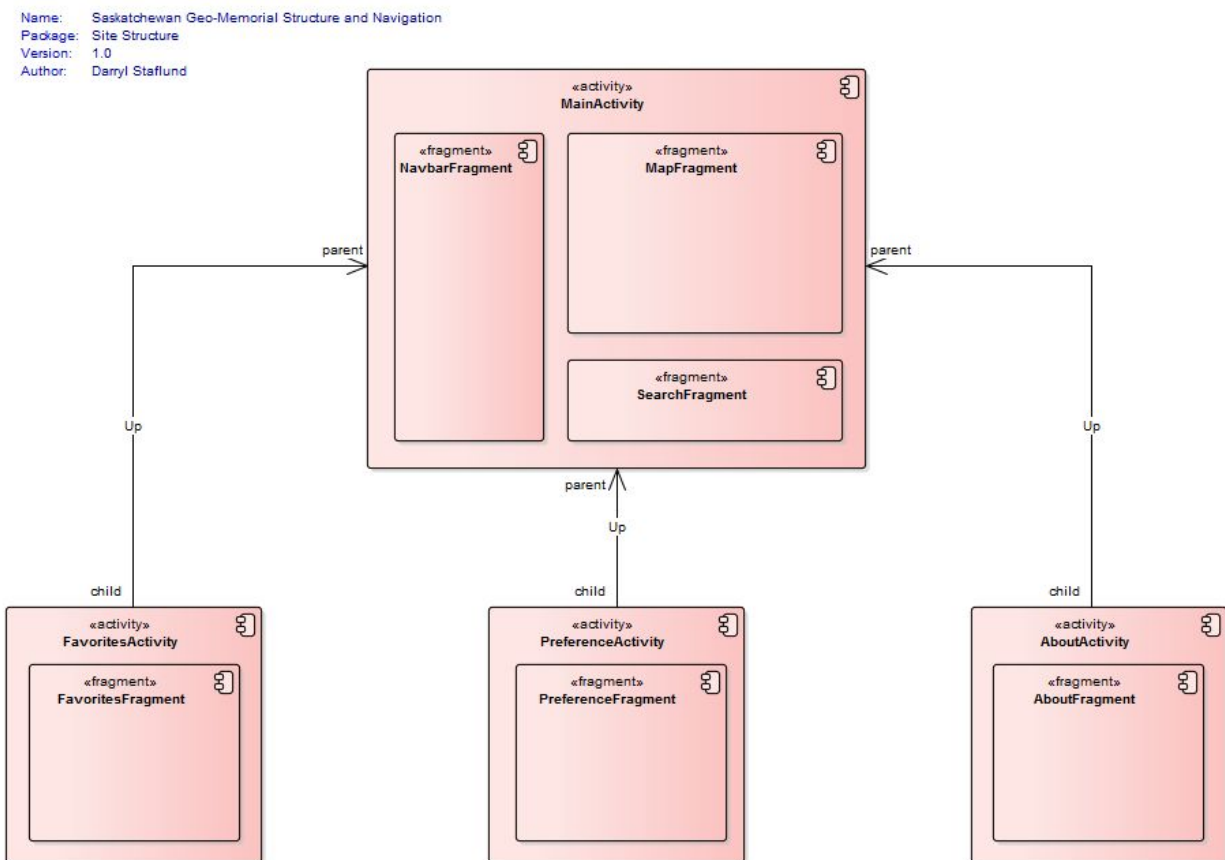 Name: Saskatchewan Geo-Memorial Structure and Navigation
Package: Site Structure
Version: 1.0
Author: Darryl Staflund
«activity»
MainActivity
«fragment»
NavbarFragment
«fragment»
MapFragment
«fragment»
SearchFragment
parent
parent
parent
Up
Up
Up
child
child
child
«activity»
FavoritesActivity
«fragment»
FavoritesFragment
«activity»
PreferenceActivity
«fragment»
PreferenceFragment
«activity»
AboutActivity
«fragment»
AboutFragment